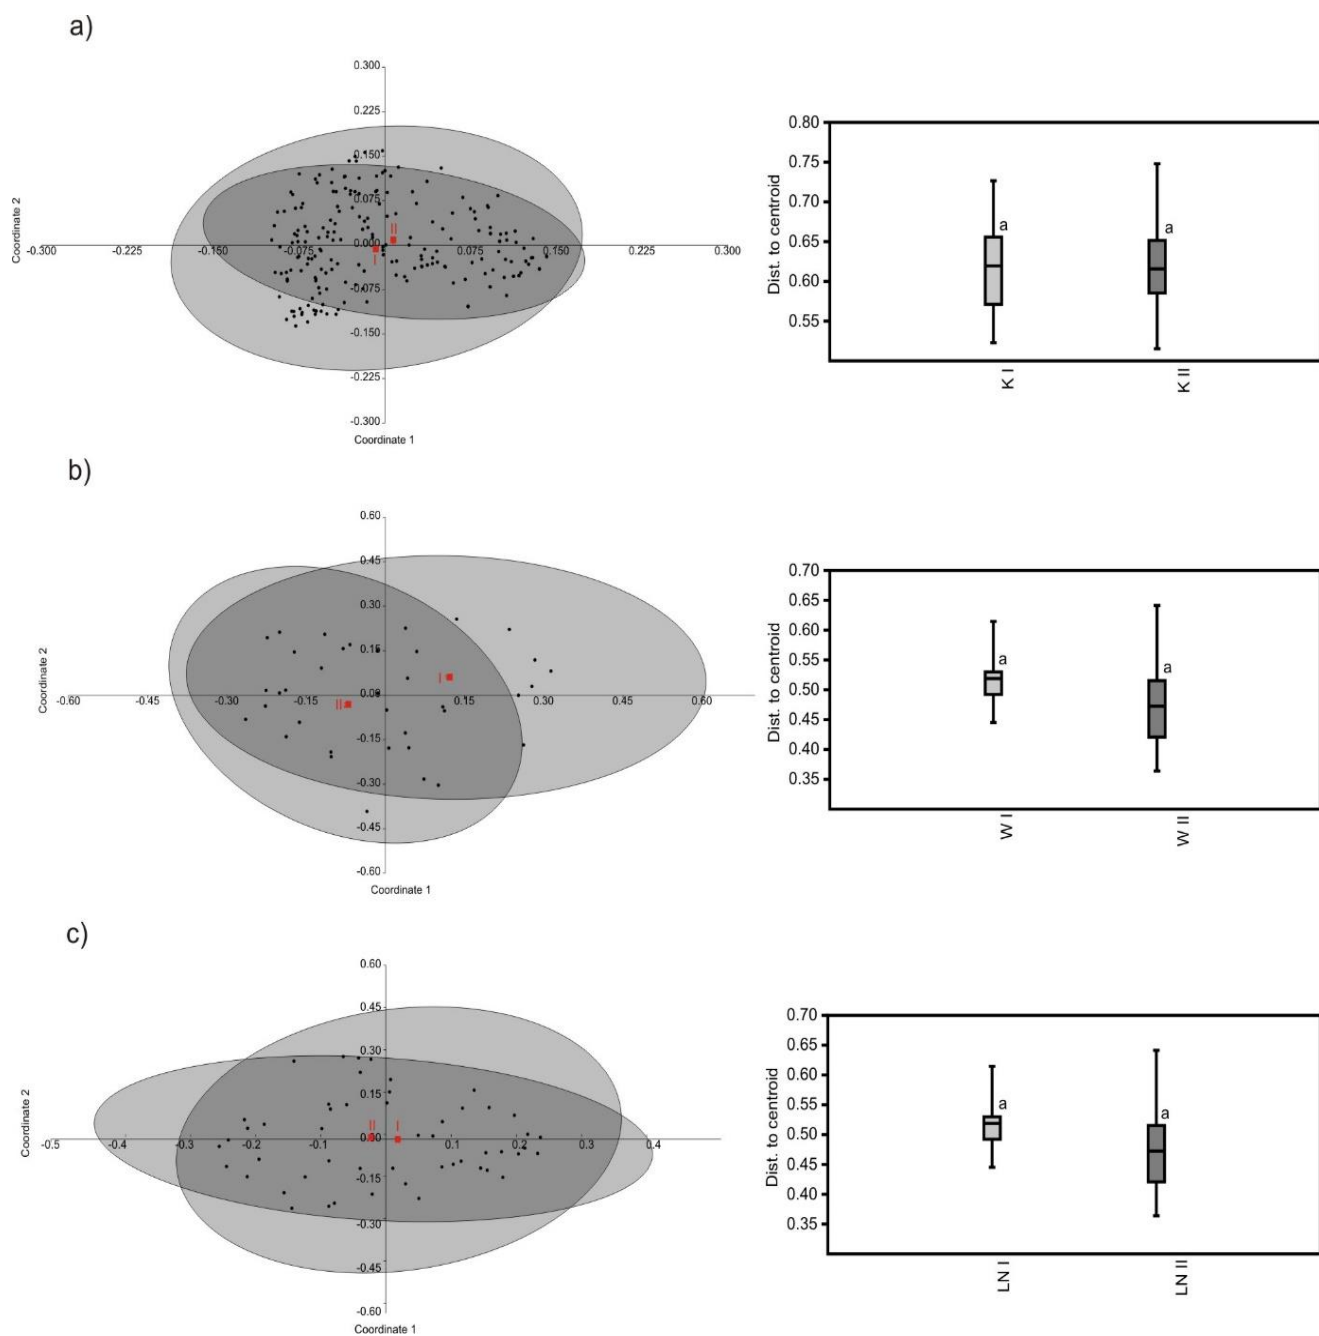 a)
0.300
0.225
0.150
0.075
0.000
-0.075
-0.150
-0.225
-0.300
-0.300 -0.225 -0.150 -0.075 0.075 0.150 0.225 0.300
Coordinate 2
Coordinate 1
II
I
0.80
0.75
0.70
0.65
0.60
0.55
Dist. to centroid
a a
K I K II
b)
0.60
0.45
0.30
0.15
0.00
-0.15
-0.30
-0.45
-0.60
-0.60 -0.45 -0.30 -0.15 0.15 0.30 0.45 0.60
Coordinate 2
Coordinate 1
I
II
0.70
0.65
0.60
0.55
0.50
0.45
0.40
0.35
Dist. to centroid
a a
W I W II
c)
0.60
0.45
0.30
0.15
0.00
-0.15
-0.30
-0.45
-0.60
-0.5 -0.4 -0.3 -0.2 -0.1 0.1 0.2 0.3 0.4
Coordinate 2
Coordinate 1
II I
0.70
0.65
0.60
0.55
0.50
0.45
0.40
0.35
Dist. to centroid
a a
LN I LN II